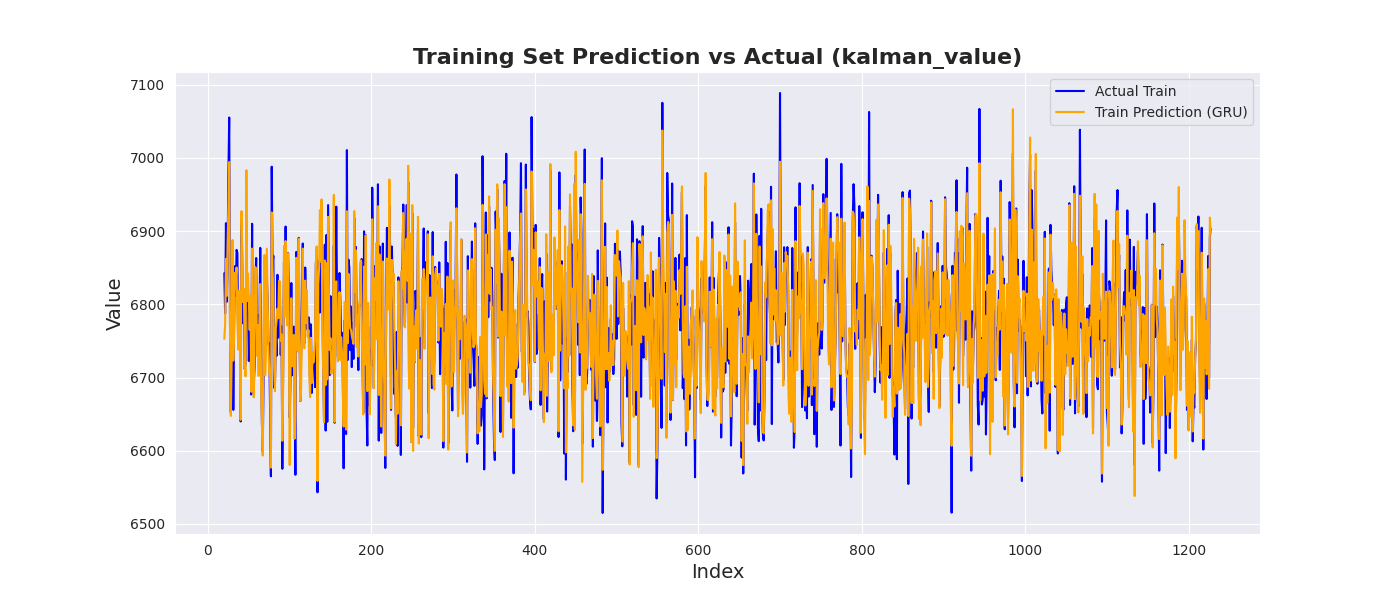 Training Set Prediction vs Actual (kalman_value)
Actual Train
Train Prediction (GRU)
Value
7100
7000
6900
6800
6700
6600
6500
0 200 400 600 800 1000 1200
Index